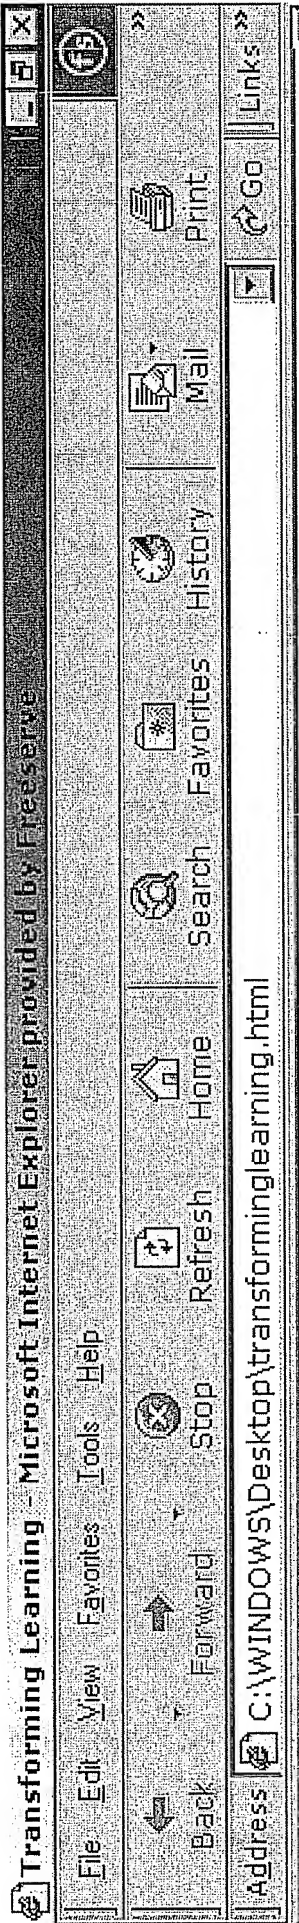 Transforming Learning - Microsoft Internet Explorer provided by Freeserve
File Edit View Favorites Tools Help
fs
Back Forward Stop Refresh Home Search Favorites History Mail Print »
Address C:\WINDOWS\Desktop\transforminglearning.html Go Links »